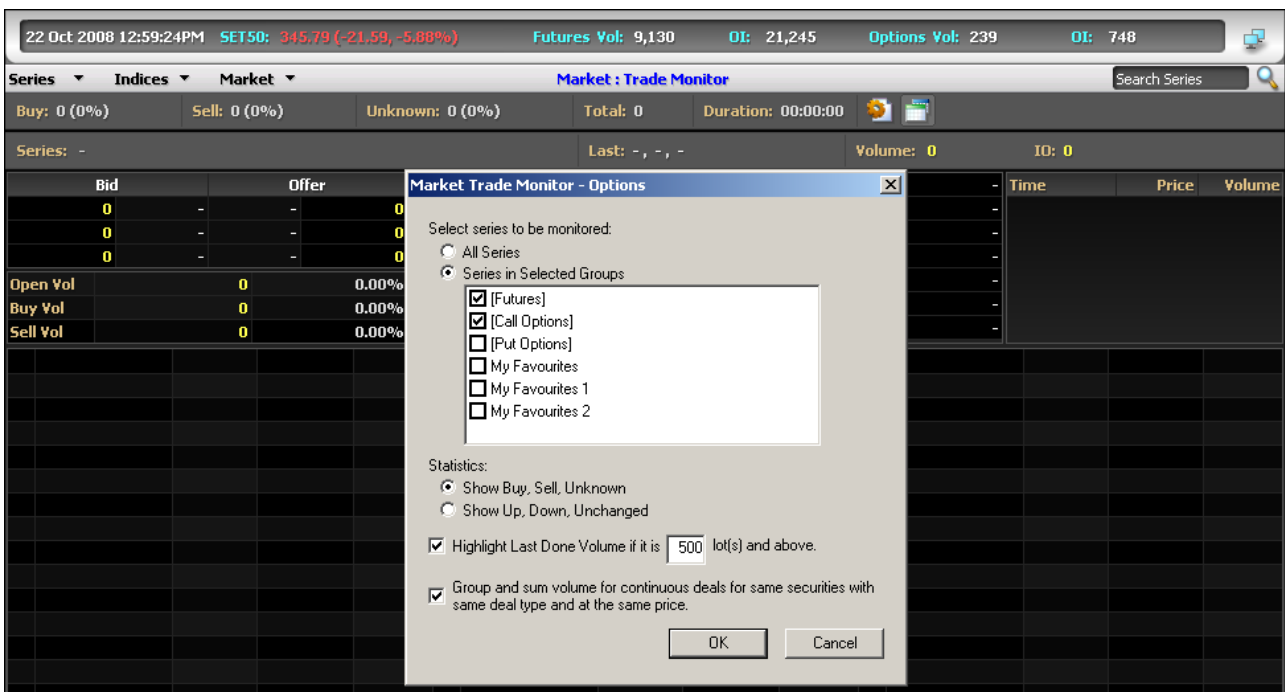 22 Oct 2008 12:59:24PM SET50: 345.79 (-21.59, -5.88%) Futures Vol: 9,130 OI: 21,245 Options Vol: 239 OI: 748
Series ▼ Indices ▼ Market ▼ Market : Trade Monitor Search Series
Buy: 0 (0%) Sell: 0 (0%) Unknown: 0 (0%) Total: 0 Duration: 00:00:00
Series: - Last: - , - , - Volume: 0 IO: 0
Bid Offer Market Trade Monitor - Options - Time Price Volume
0 - - 0 -
0 - - 0 -
0 - - 0 -
Open Vol 0 0.00% -
Buy Vol 0 0.00% -
Sell Vol 0 0.00% -
Select series to be monitored:
All Series
Series in Selected Groups
[Futures]
[Call Options]
[Put Options]
My Favourites
My Favourites 1
My Favourites 2
Statistics:
Show Buy, Sell, Unknown
Show Up, Down, Unchanged
Highlight Last Done Volume if it is 500 lot(s) and above.
Group and sum volume for continuous deals for same securities with
same deal type and at the same price.
OK Cancel